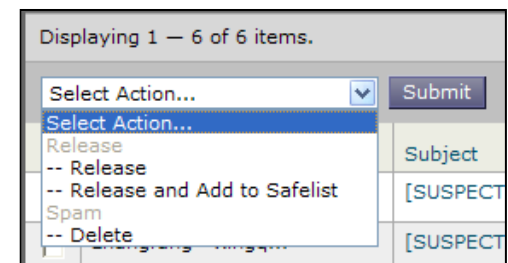 Displaying 1 — 6 of 6 items.
Select Action... Submit
Select Action...
Release
-- Release Subject
-- Release and Add to Safelist [SUSPECT
Spam
-- Delete
[SUSPECT